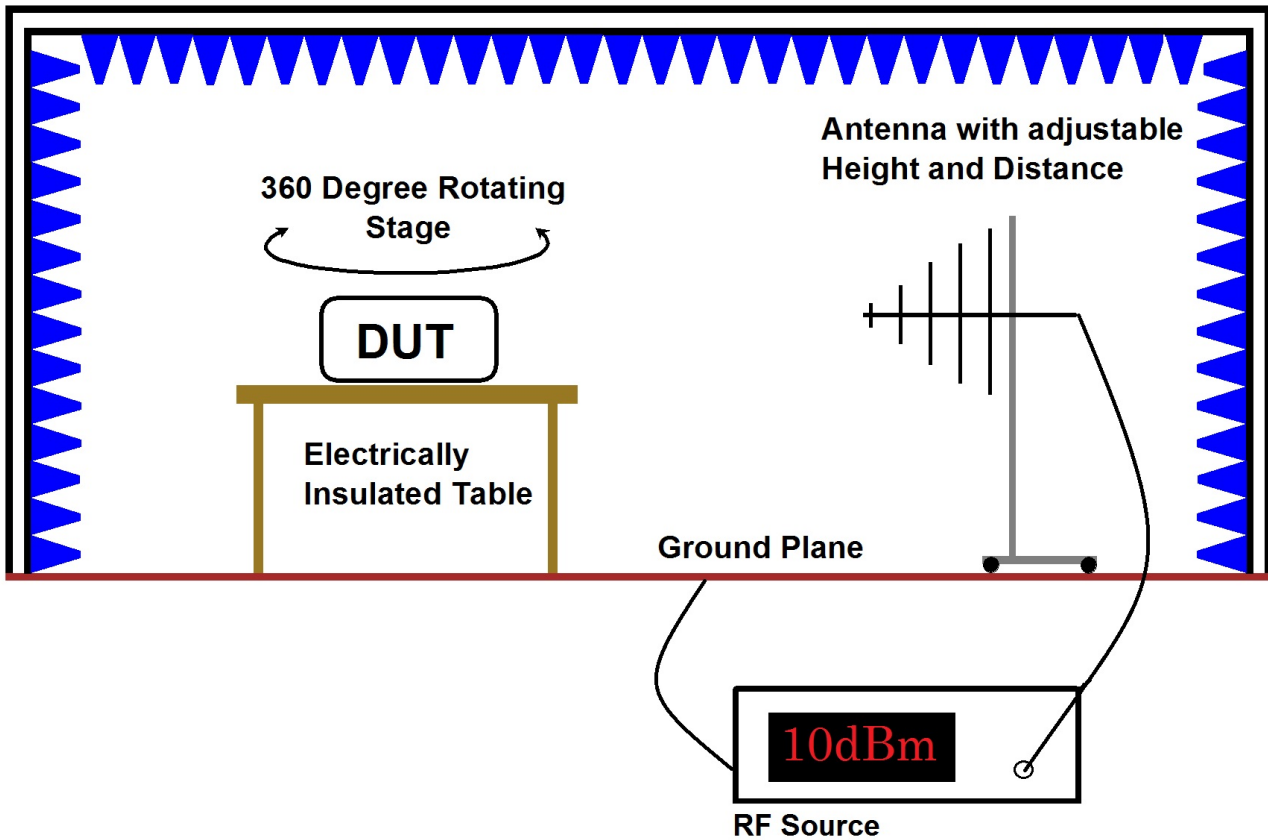 Antenna with adjustable
Height and Distance
360 Degree Rotating
Stage
DUT
Electrically
Insulated Table
Ground Plane
10dBm
RF Source